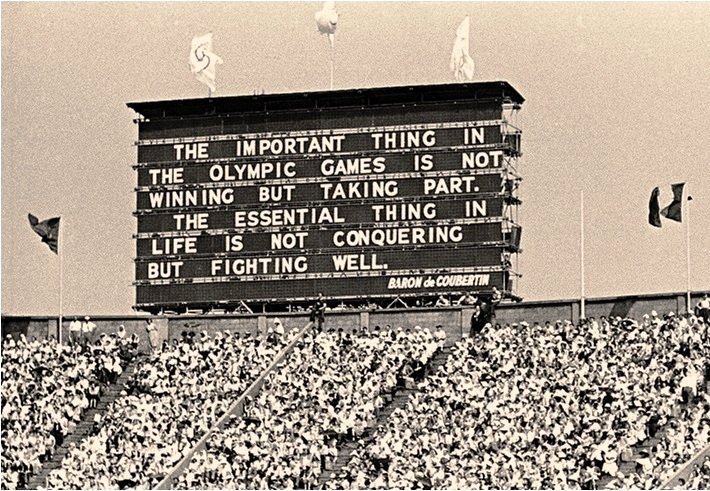 THE IMPORTANT THING IN
THE OLYMPIC GAMES IS NOT
WINNING BUT TAKING PART.
THE ESSENTIAL THING IN
LIFE IS NOT CONQUERING
BUT FIGHTING WELL.
BARON de COUBERTIN